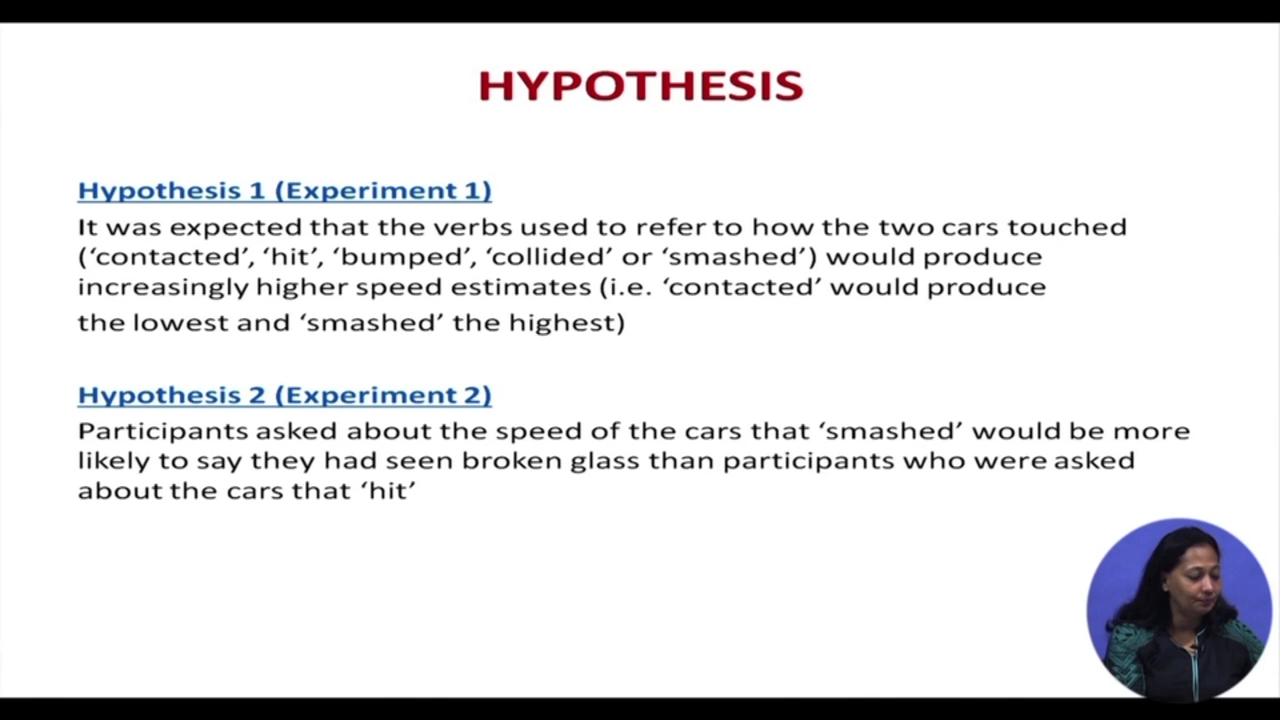 HYPOTHESIS
Hypothesis 1 (Experiment 1)
It was expected that the verbs used to refer to how the two cars touched
(‘contacted’, ‘hit’, ‘bumped’, ‘collided’ or ‘smashed’) would produce
increasingly higher speed estimates (i.e. ‘contacted’ would produce
the lowest and ‘smashed’ the highest)
Hypothesis 2 (Experiment 2)
Participants asked about the speed of the cars that ‘smashed’ would be more
likely to say they had seen broken glass than participants who were asked
about the cars that ‘hit’